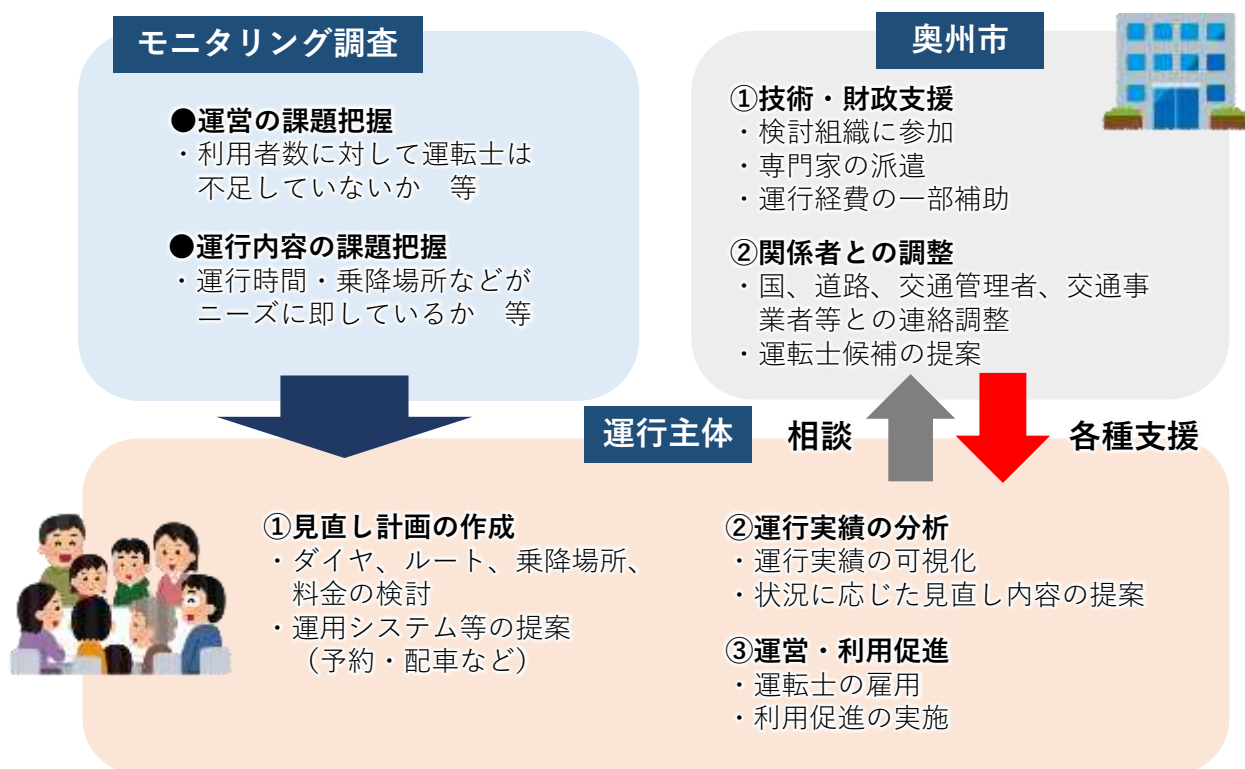 モニタリング調査
●運営の課題把握
・利用者数に対して運転士は
不足していないか　等
●運行内容の課題把握
・運行時間・乗降場所などが
ニーズに即しているか　等
奥州市
①技術・財政支援
・検討組織に参加
・専門家の派遣
・運行経費の一部補助
②関係者との調整
・国、道路、交通管理者、交通事
業者等との連絡調整
・運転士候補の提案
運行主体
相談
各種支援
①見直し計画の作成
・ダイヤ、ルート、乗降場所、
料金の検討
・運用システム等の提案
（予約・配車など）
②運行実績の分析
・運行実績の可視化
・状況に応じた見直し内容の提案
③運営・利用促進
・運転士の雇用
・利用促進の実施